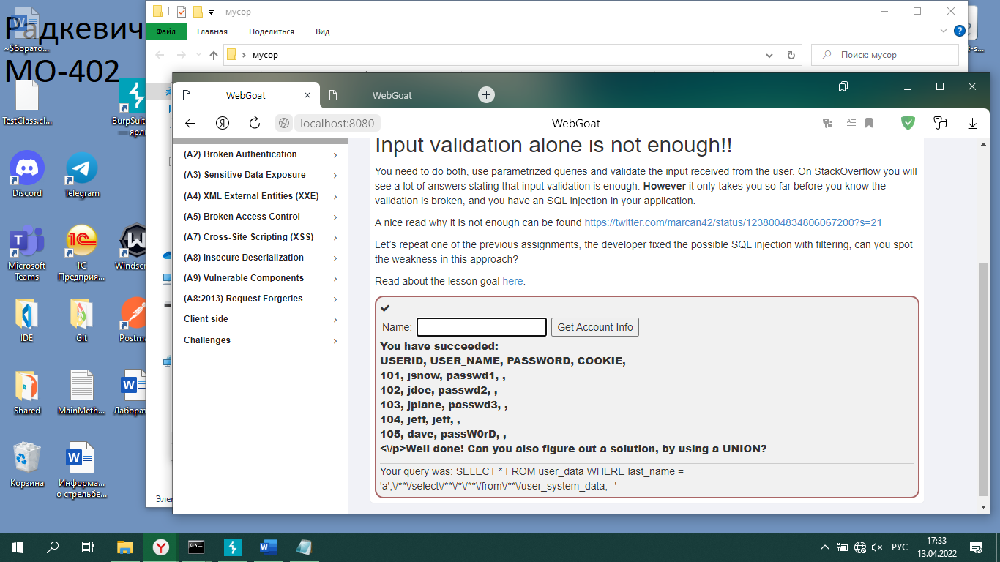 Радкевич
МО-402
~$борато...
TestClass.cl...
BurpSuit...
— ярл
Discord
Telegram
Microsoft
Teams
1С
Предприя...
Windscr
IDE
Git
Postma
Shared
MainMeth...
Лаборат
Корзина
Информа...
о стрельбе...
мусор
Файл
Главная
Поделиться
Вид
мусор
Поиск: мусор
Элем
WebGoat
WebGoat
localhost:8080
WebGoat
(A2) Broken Authentication
(A3) Sensitive Data Exposure
(A4) XML External Entities (XXE)
(A5) Broken Access Control
(A7) Cross-Site Scripting (XSS)
(A8) Insecure Deserialization
(A9) Vulnerable Components
(A8:2013) Request Forgeries
Client side
Challenges
Input validation alone is not enough!!
You need to do both, use parametrized queries and validate the input received from the user. On StackOverflow you will
see a lot of answers stating that input validation is enough. However it only takes you so far before you know the
validation is broken, and you have an SQL injection in your application.
A nice read why it is not enough can be found https://twitter.com/marcan42/status/1238004834806067200?s=21
Let's repeat one of the previous assignments, the developer fixed the possible SQL injection with filtering, can you spot
the weakness in this approach?
Read about the lesson goal here.
Name:
Get Account Info
You have succeeded:
USERID, USER_NAME, PASSWORD, COOKIE,
101, jsnow, passwd1, ,
102, jdoe, passwd2, ,
103, jplane, passwd3, ,
104, jeff, jeff, ,
105, dave, passW0rD, ,
<\/p>Well done! Can you also figure out a solution, by using a UNION?
Your query was: SELECT * FROM user_data WHERE last_name =
'a';\/**\/select\/**\/*\/**\/from\/**\/user_system_data;--'
РУС
17:33
13.04.2022